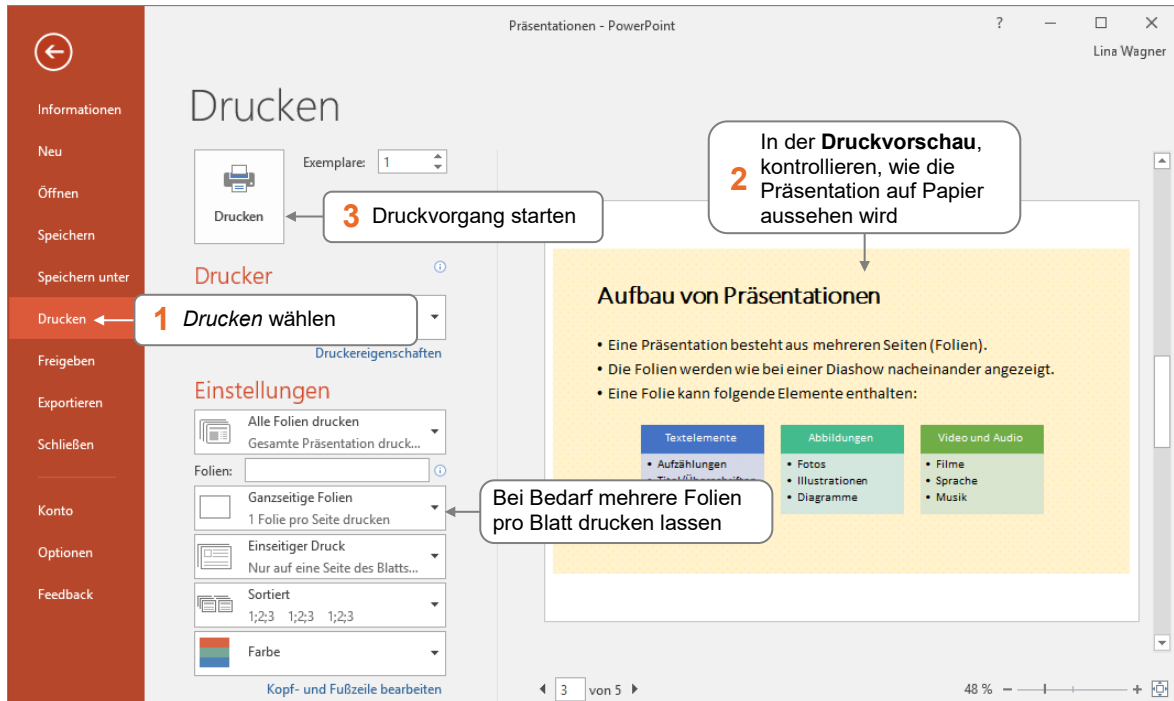 Präsentationen - PowerPoint
?
Lina Wagner
Informationen
Neu
Öffnen
Speichern
Speichern unter
Drucken
Freigeben
Exportieren
Schließen
Konto
Optionen
Feedback
Drucken
Exemplare: 1
Drucken
3 Druckvorgang starten
Drucker
1 Drucken wählen
Druckereigenschaften
Einstellungen
Alle Folien drucken
Gesamte Präsentation druck...
Folien:
Ganzseitige Folien
1 Folie pro Seite drucken
Bei Bedarf mehrere Folien
pro Blatt drucken lassen
Einseitiger Druck
Nur auf eine Seite des Blatts...
Sortiert
1;2;3 1;2;3 1;2;3
Farbe
Kopf- und Fußzeile bearbeiten
2 In der Druckvorschau,
kontrollieren, wie die
Präsentation auf Papier
aussehen wird
Aufbau von Präsentationen
• Eine Präsentation besteht aus mehreren Seiten (Folien).
• Die Folien werden wie bei einer Diashow nacheinander angezeigt.
• Eine Folie kann folgende Elemente enthalten:
Textelemente
• Aufzählungen
• Titel/Überschriften
Abbildungen
• Fotos
• Illustrationen
• Diagramme
Video und Audio
• Filme
• Sprache
• Musik
3 von 5
48 %